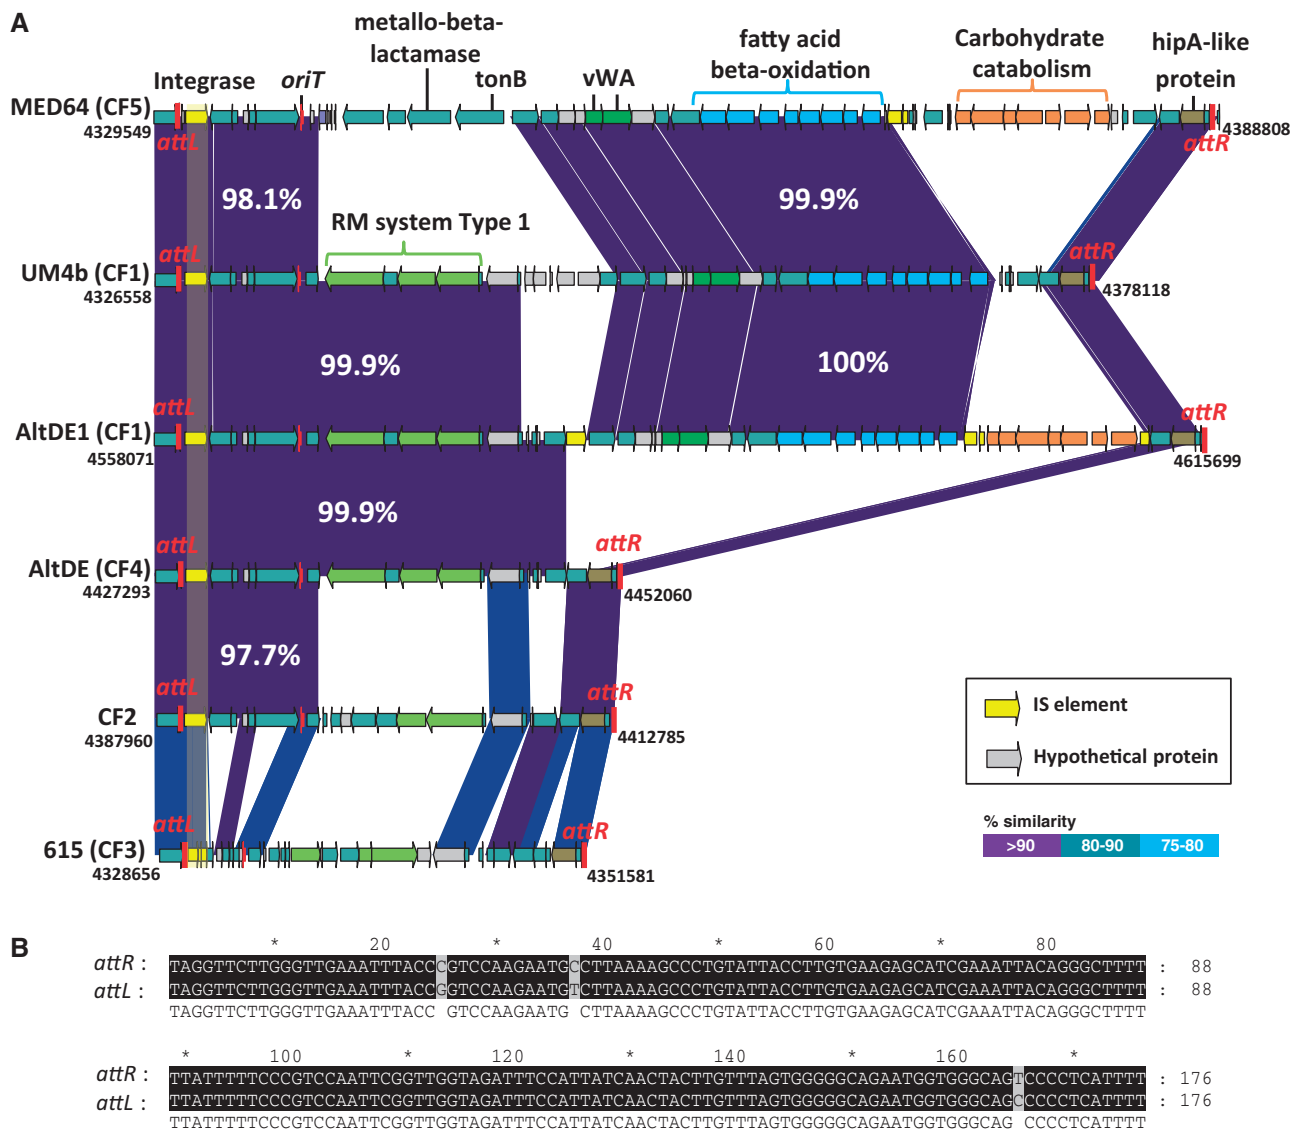 A
metallo-beta-
lactamase
fatty acid
beta-oxidation
Carbohydrate
catabolism
hipA-like
protein
Integrase
oriT
tonB
vWA
MED64 (CF5)
4329549
attL
attR
4388808
98.1%
99.9%
RM system Type 1
attL
attR
UM4b (CF1)
4326558
4378118
99.9%
100%
attL
attR
AltDE1 (CF1)
4558071
4615699
99.9%
attL
attR
AltDE (CF4)
4427293
4452060
97.7%
attL
attR
CF2
4387960
4412785
IS element
Hypothetical protein
attL
attR
615 (CF3)
4328656
4351581
% similarity
>90 80-90 75-80
B
* 20 * 40 * 60 * 80
attR : TAGGTTCTTGGGTTGAAATTTACCCGTCCAAGAATGCCTTAAAAGCCCTGTATTACCTTGTGAAGAGCATCGAAATTACAGGGCTTTT : 88
attL : TAGGTTCTTGGGTTGAAATTTACCGGTCCAAGAATGTCTTAAAAGCCCTGTATTACCTTGTGAAGAGCATCGAAATTACAGGGCTTTT : 88
TAGGTTCTTGGGTTGAAATTTACC GTCCAAGAATG CTTAAAAGCCCTGTATTACCTTGTGAAGAGCATCGAAATTACAGGGCTTTT
* 100 * 120 * 140 * 160 *
attR : TTATTTTTCCCGTCCAATTCGGTTGGTAGATTTCCATTATCAACTACTTGTTTAGTGGGGGCAGAATGGTGGGCAGTCCCCTCATTTT : 176
attL : TTATTTTTCCCGTCCAATTCGGTTGGTAGATTTCCATTATCAACTACTTGTTTAGTGGGGGCAGAATGGTGGGCAGCCCCCTCATTTT : 176
TTATTTTTCCCGTCCAATTCGGTTGGTAGATTTCCATTATCAACTACTTGTTTAGTGGGGGCAGAATGGTGGGCAG CCCCTCATTTT